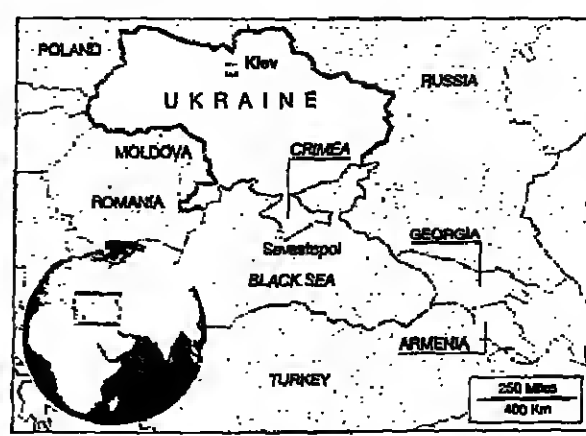 POLAND
Kiev
RUSSIA
UKRAINE
CRIMEA
MOLDOVA
ROMANIA
Sevastopol
GEORGIA
BLACK SEA
ARMENIA
TURKEY
250 Miles
400 Km